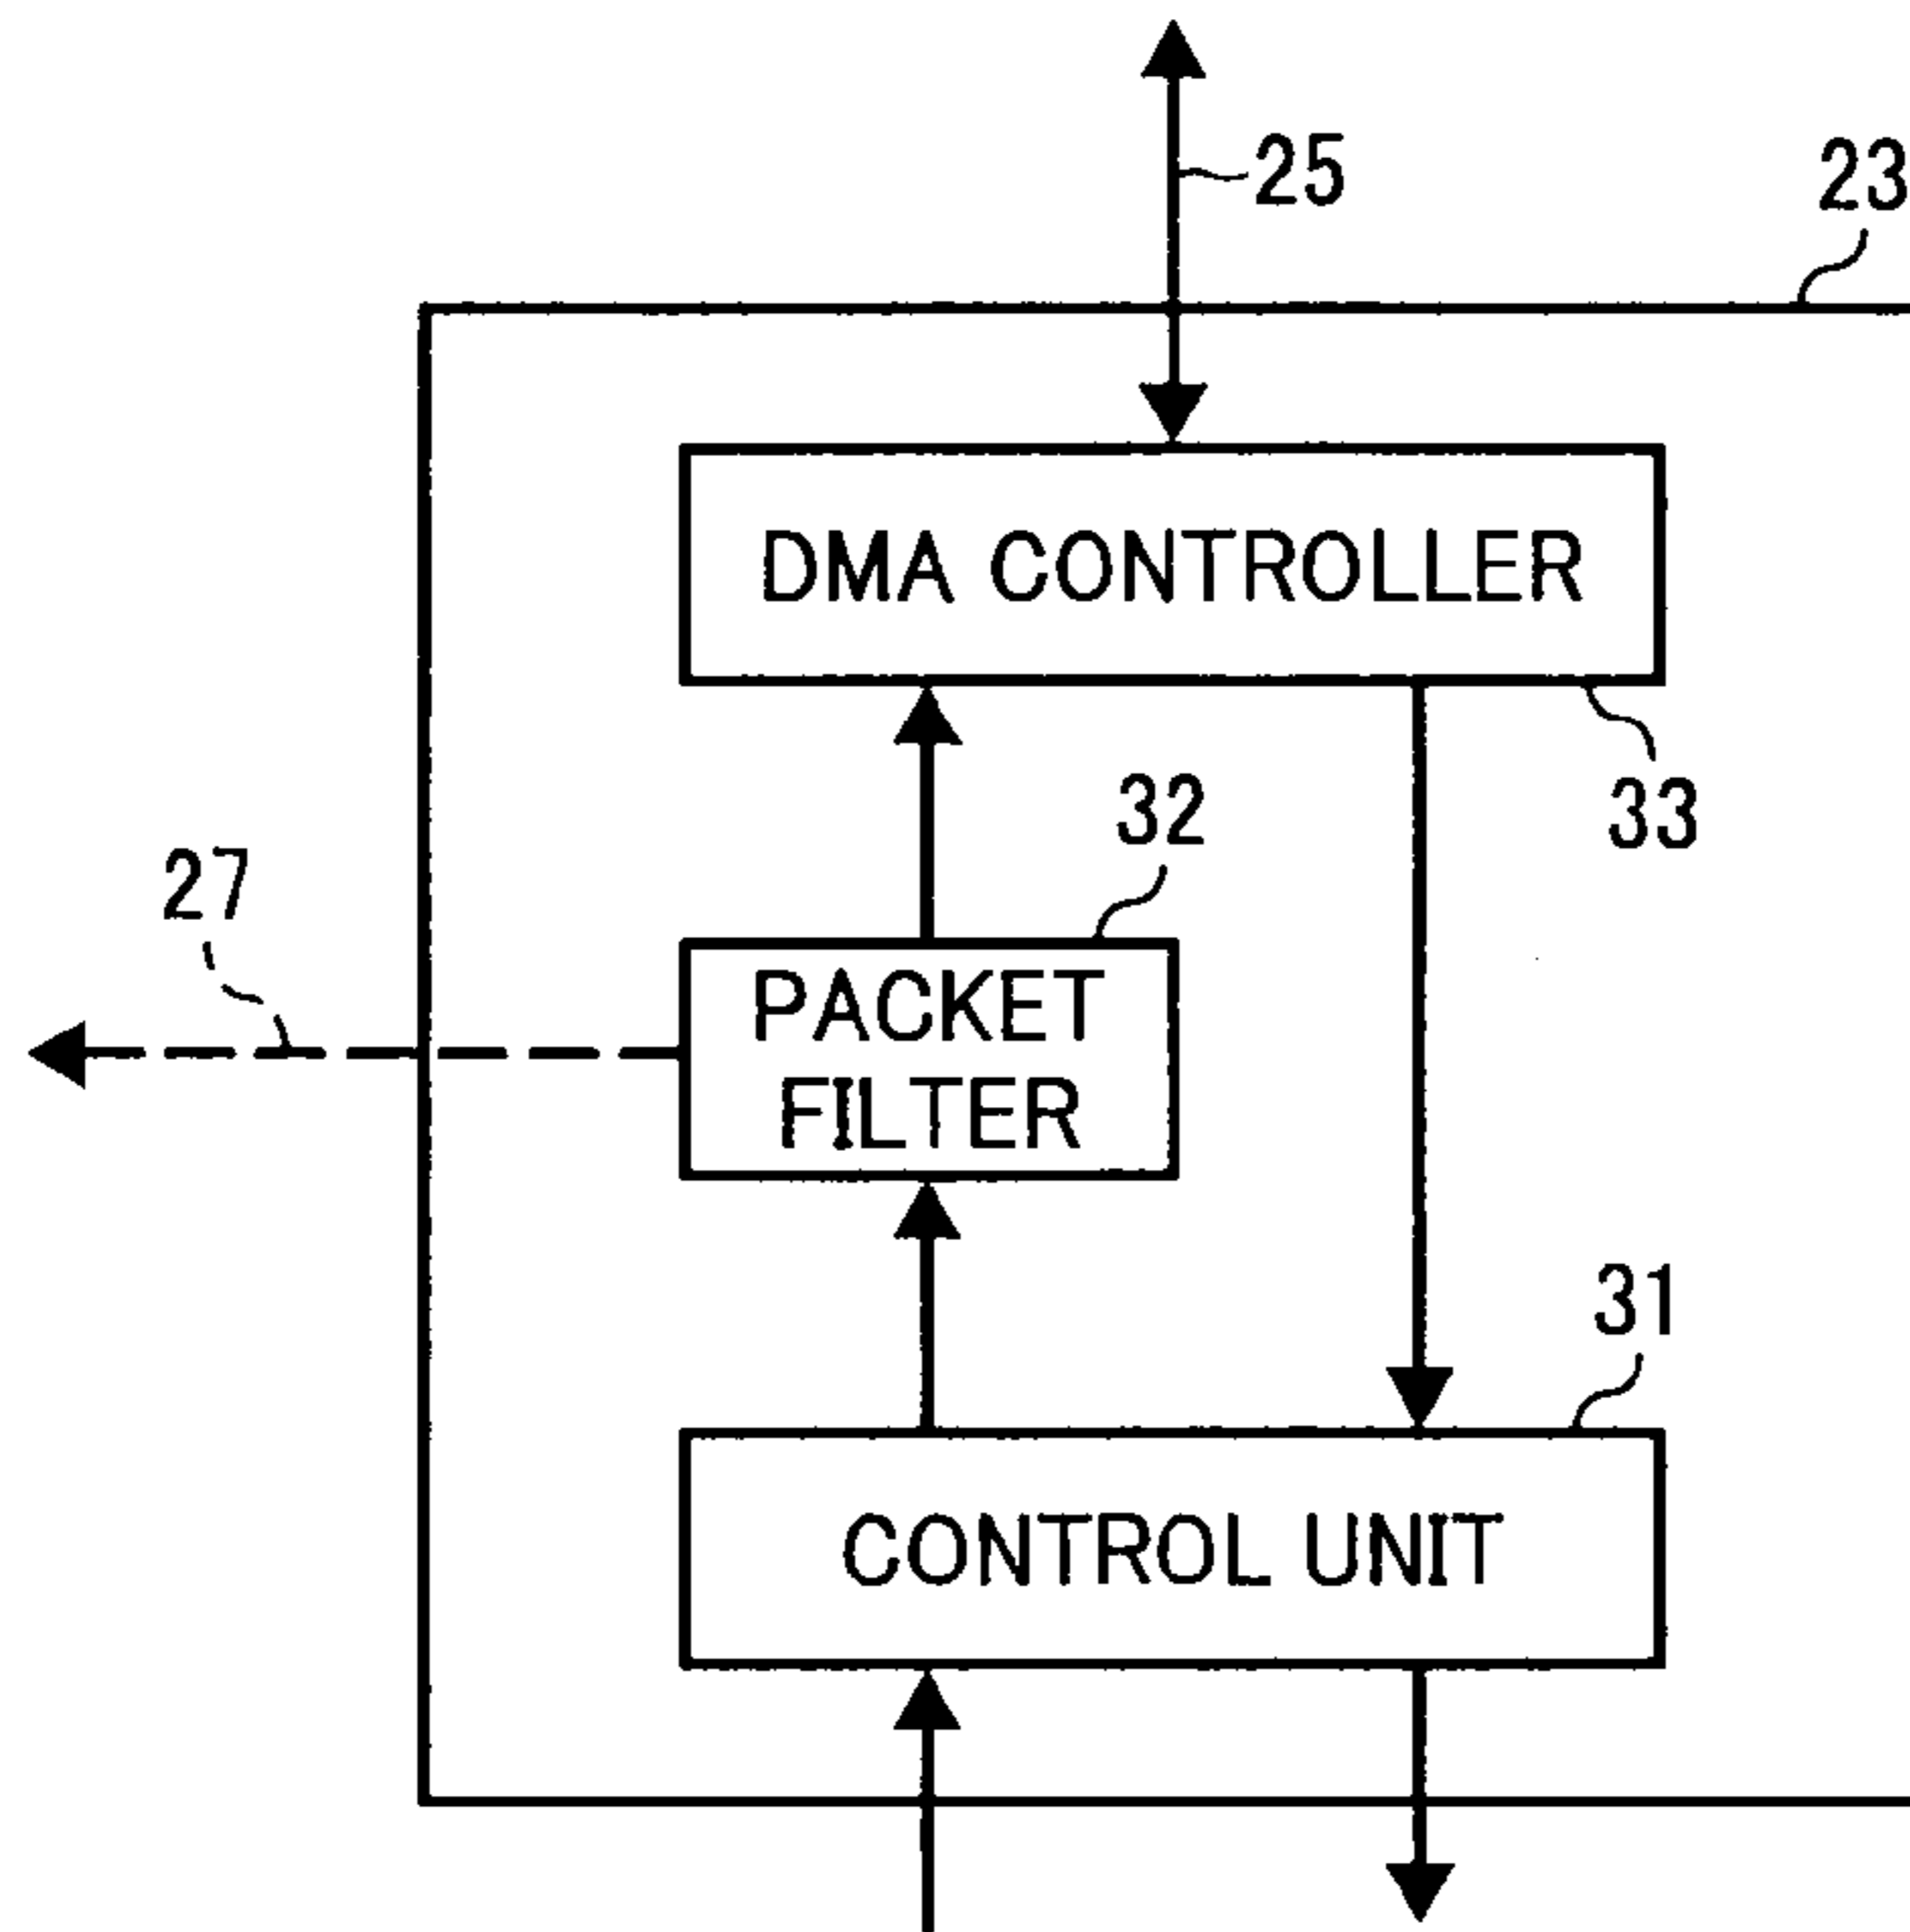 25
23
DMA CONTROLLER
33
32
27
PACKET
FILTER
31
CONTROL UNIT